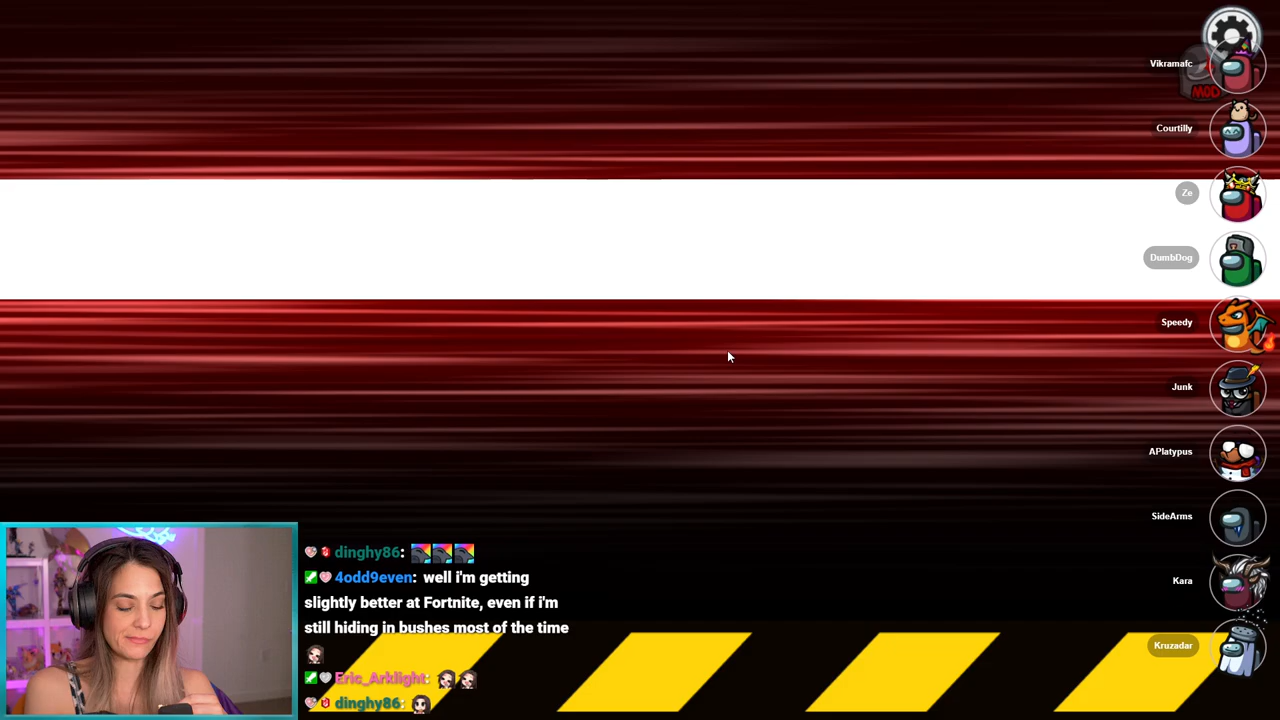 Vikramafc
MOD
Courtilly
Ze
DumbDog
Speedy
Junk
APlatypus
SideArms
Kara
Kruzadar
dinghy86:
4odd9even: well i'm getting
slightly better at Fortnite, even if i'm
still hiding in bushes most of the time
Eric_Arklight:
dinghy86: